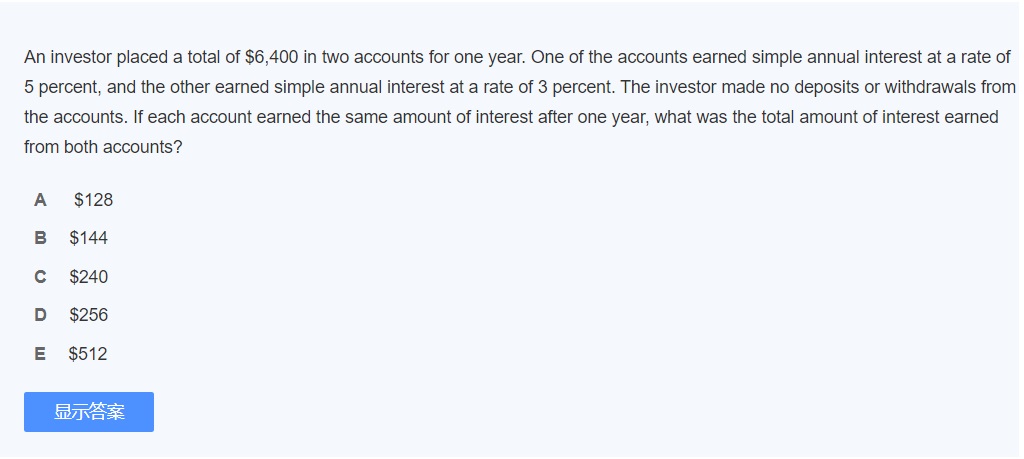 An investor placed a total of $6,400 in two accounts for one year. One of the accounts earned simple annual interest at a rate of
5 percent, and the other earned simple annual interest at a rate of 3 percent. The investor made no deposits or withdrawals from
the accounts. If each account earned the same amount of interest after one year, what was the total amount of interest earned
from both accounts?
A $128
B $144
C $240
D $256
E $512
显示答案